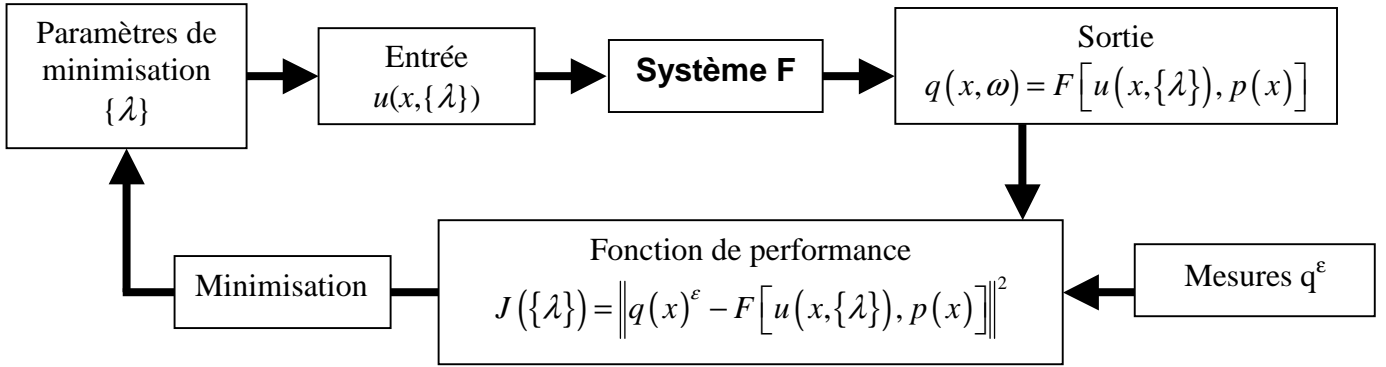 Paramètres de
minimisation
{λ}
Entrée
u(x,{λ})
Système F
Sortie
q(x,ω) = F[u(x,{λ}), p(x)]
Fonction de performance
J({λ}) = ‖q(x)^ε − F[u(x,{λ}), p(x)]‖²
Minimisation
Mesures q^ε